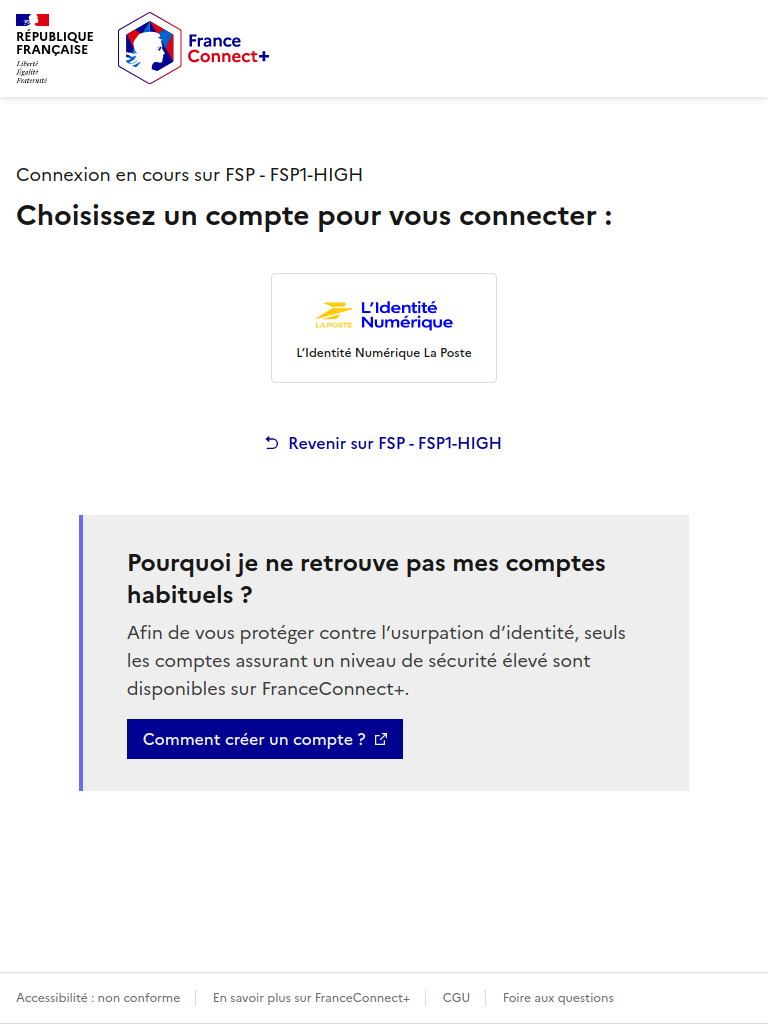 RÉPUBLIQUE
FRANÇAISE
Liberté
Égalité
Fraternité
France
Connect+
Connexion en cours sur FSP - FSP1-HIGH
Choisissez un compte pour vous connecter :
LA POSTE
L’Identité
Numérique
L’Identité Numérique La Poste
Revenir sur FSP - FSP1-HIGH
Pourquoi je ne retrouve pas mes comptes
habituels ?
Afin de vous protéger contre l’usurpation d’identité, seuls
les comptes assurant un niveau de sécurité élevé sont
disponibles sur FranceConnect+.
Comment créer un compte ?
Accessibilité : non conforme
En savoir plus sur FranceConnect+
CGU
Foire aux questions